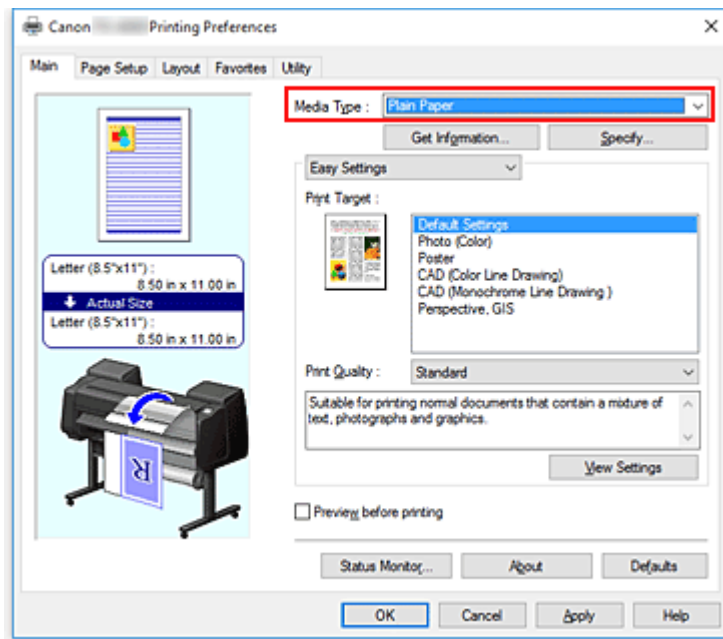 Canon Printing Preferences
Main Page Setup Layout Favorites Utility
Media Type : Plain Paper
Get Information... Specify...
Easy Settings
Print Target :
Default Settings
Photo (Color)
Poster
CAD (Color Line Drawing)
CAD (Monochrome Line Drawing )
Perspective, GIS
Letter (8.5"x11") :
8.50 in x 11.00 in
Actual Size
Letter (8.5"x11") :
8.50 in x 11.00 in
R
Print Quality : Standard
Suitable for printing normal documents that contain a mixture of
text, photographs and graphics.
View Settings
Preview before printing
Status Monitor... About Defaults
OK Cancel Apply Help